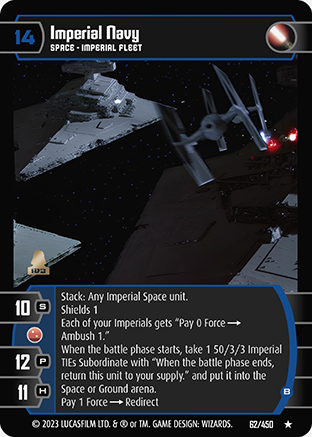 14
Imperial Navy
SPACE - IMPERIAL FLEET
10 S
Stack: Any Imperial Space unit.
Shields 1
Each of your Imperials gets "Pay 0 Force →
Ambush 1."
12 P
When the battle phase starts, take 1 50/3/3 Imperial
TIEs Subordinate with "When the battle phase ends,
return this unit to your supply." and put it into the
11 H
Space or Ground arena.
B
Pay 1 Force → Redirect
© 2023 LUCASFILM LTD. & ® or TM. GAME DESIGN: WIZARDS.
62/450 ★